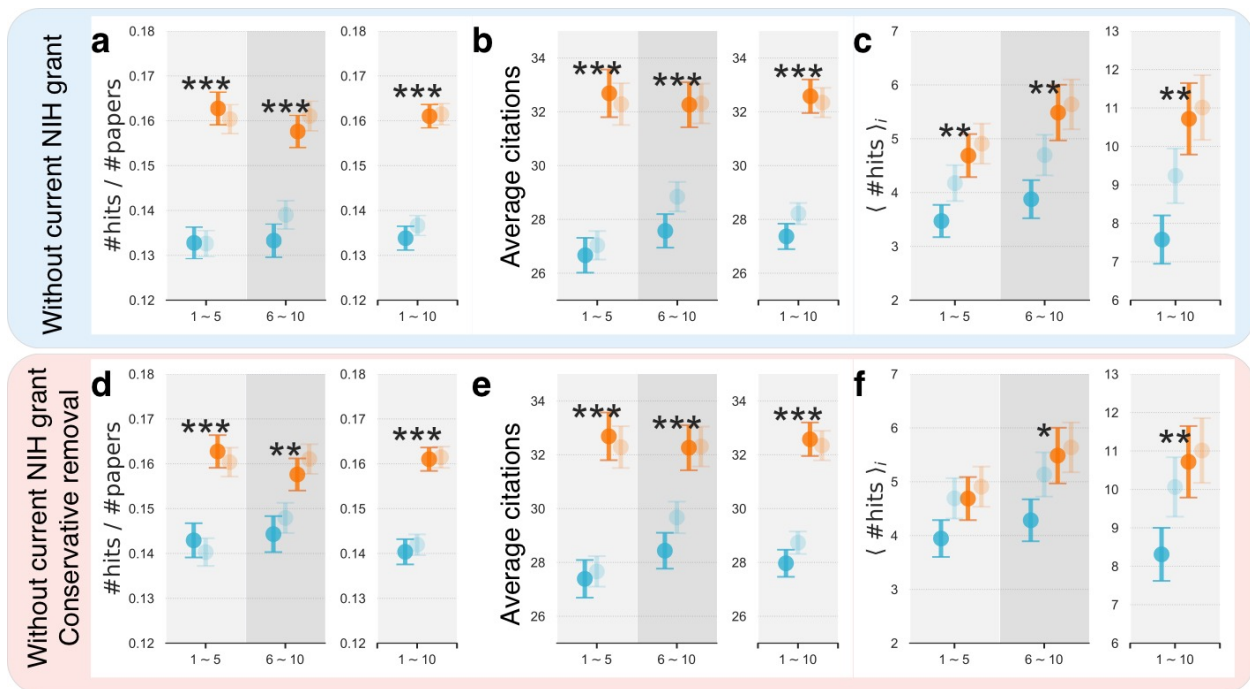 Without current NIH grant
a
#hits / #papers
0.18
0.17
0.16
0.15
0.14
0.13
0.12
***
***
1 ~ 5
6 ~ 10
0.18
0.17
0.16
0.15
0.14
0.13
0.12
***
1 ~ 10
b
Average citations
34
32
30
28
26
***
***
1 ~ 5
6 ~ 10
34
32
30
28
26
***
1 ~ 10
c
⟨ #hits ⟩i
7
6
5
4
3
2
**
**
1 ~ 5
6 ~ 10
13
12
11
10
9
8
7
6
**
1 ~ 10
Without current NIH grant
Conservative removal
d
#hits / #papers
0.18
0.17
0.16
0.15
0.14
0.13
0.12
***
**
1 ~ 5
6 ~ 10
0.18
0.17
0.16
0.15
0.14
0.13
0.12
***
1 ~ 10
e
Average citations
34
32
30
28
26
***
***
1 ~ 5
6 ~ 10
34
32
30
28
26
***
1 ~ 10
f
⟨ #hits ⟩i
7
6
5
4
3
2
*
1 ~ 5
6 ~ 10
13
12
11
10
9
8
7
6
**
1 ~ 10